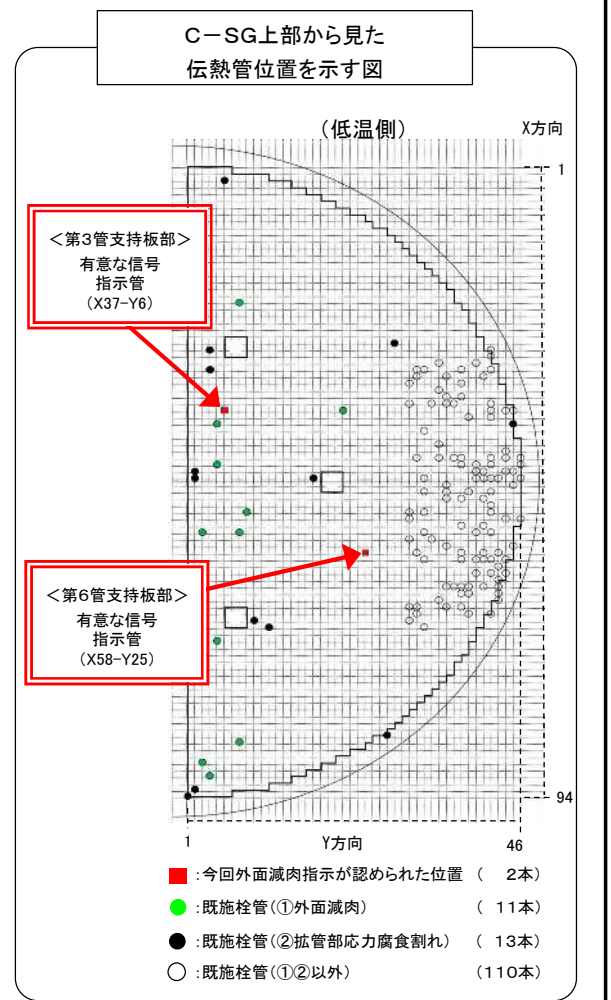 C－SG上部から見た
伝熱管位置を示す図
（低温側）
X方向
1
＜第3管支持板部＞
有意な信号
指示管
（X37－Y6）
＜第6管支持板部＞
有意な信号
指示管
（X58－Y25）
94
1
Y方向
46
：今回外面減肉指示が認められた位置 （ 2本）
：既施栓管（①外面減肉） （ 11本）
：既施栓管（②拡管部応力腐食割れ） （ 13本）
：既施栓管（①②以外） （110本）